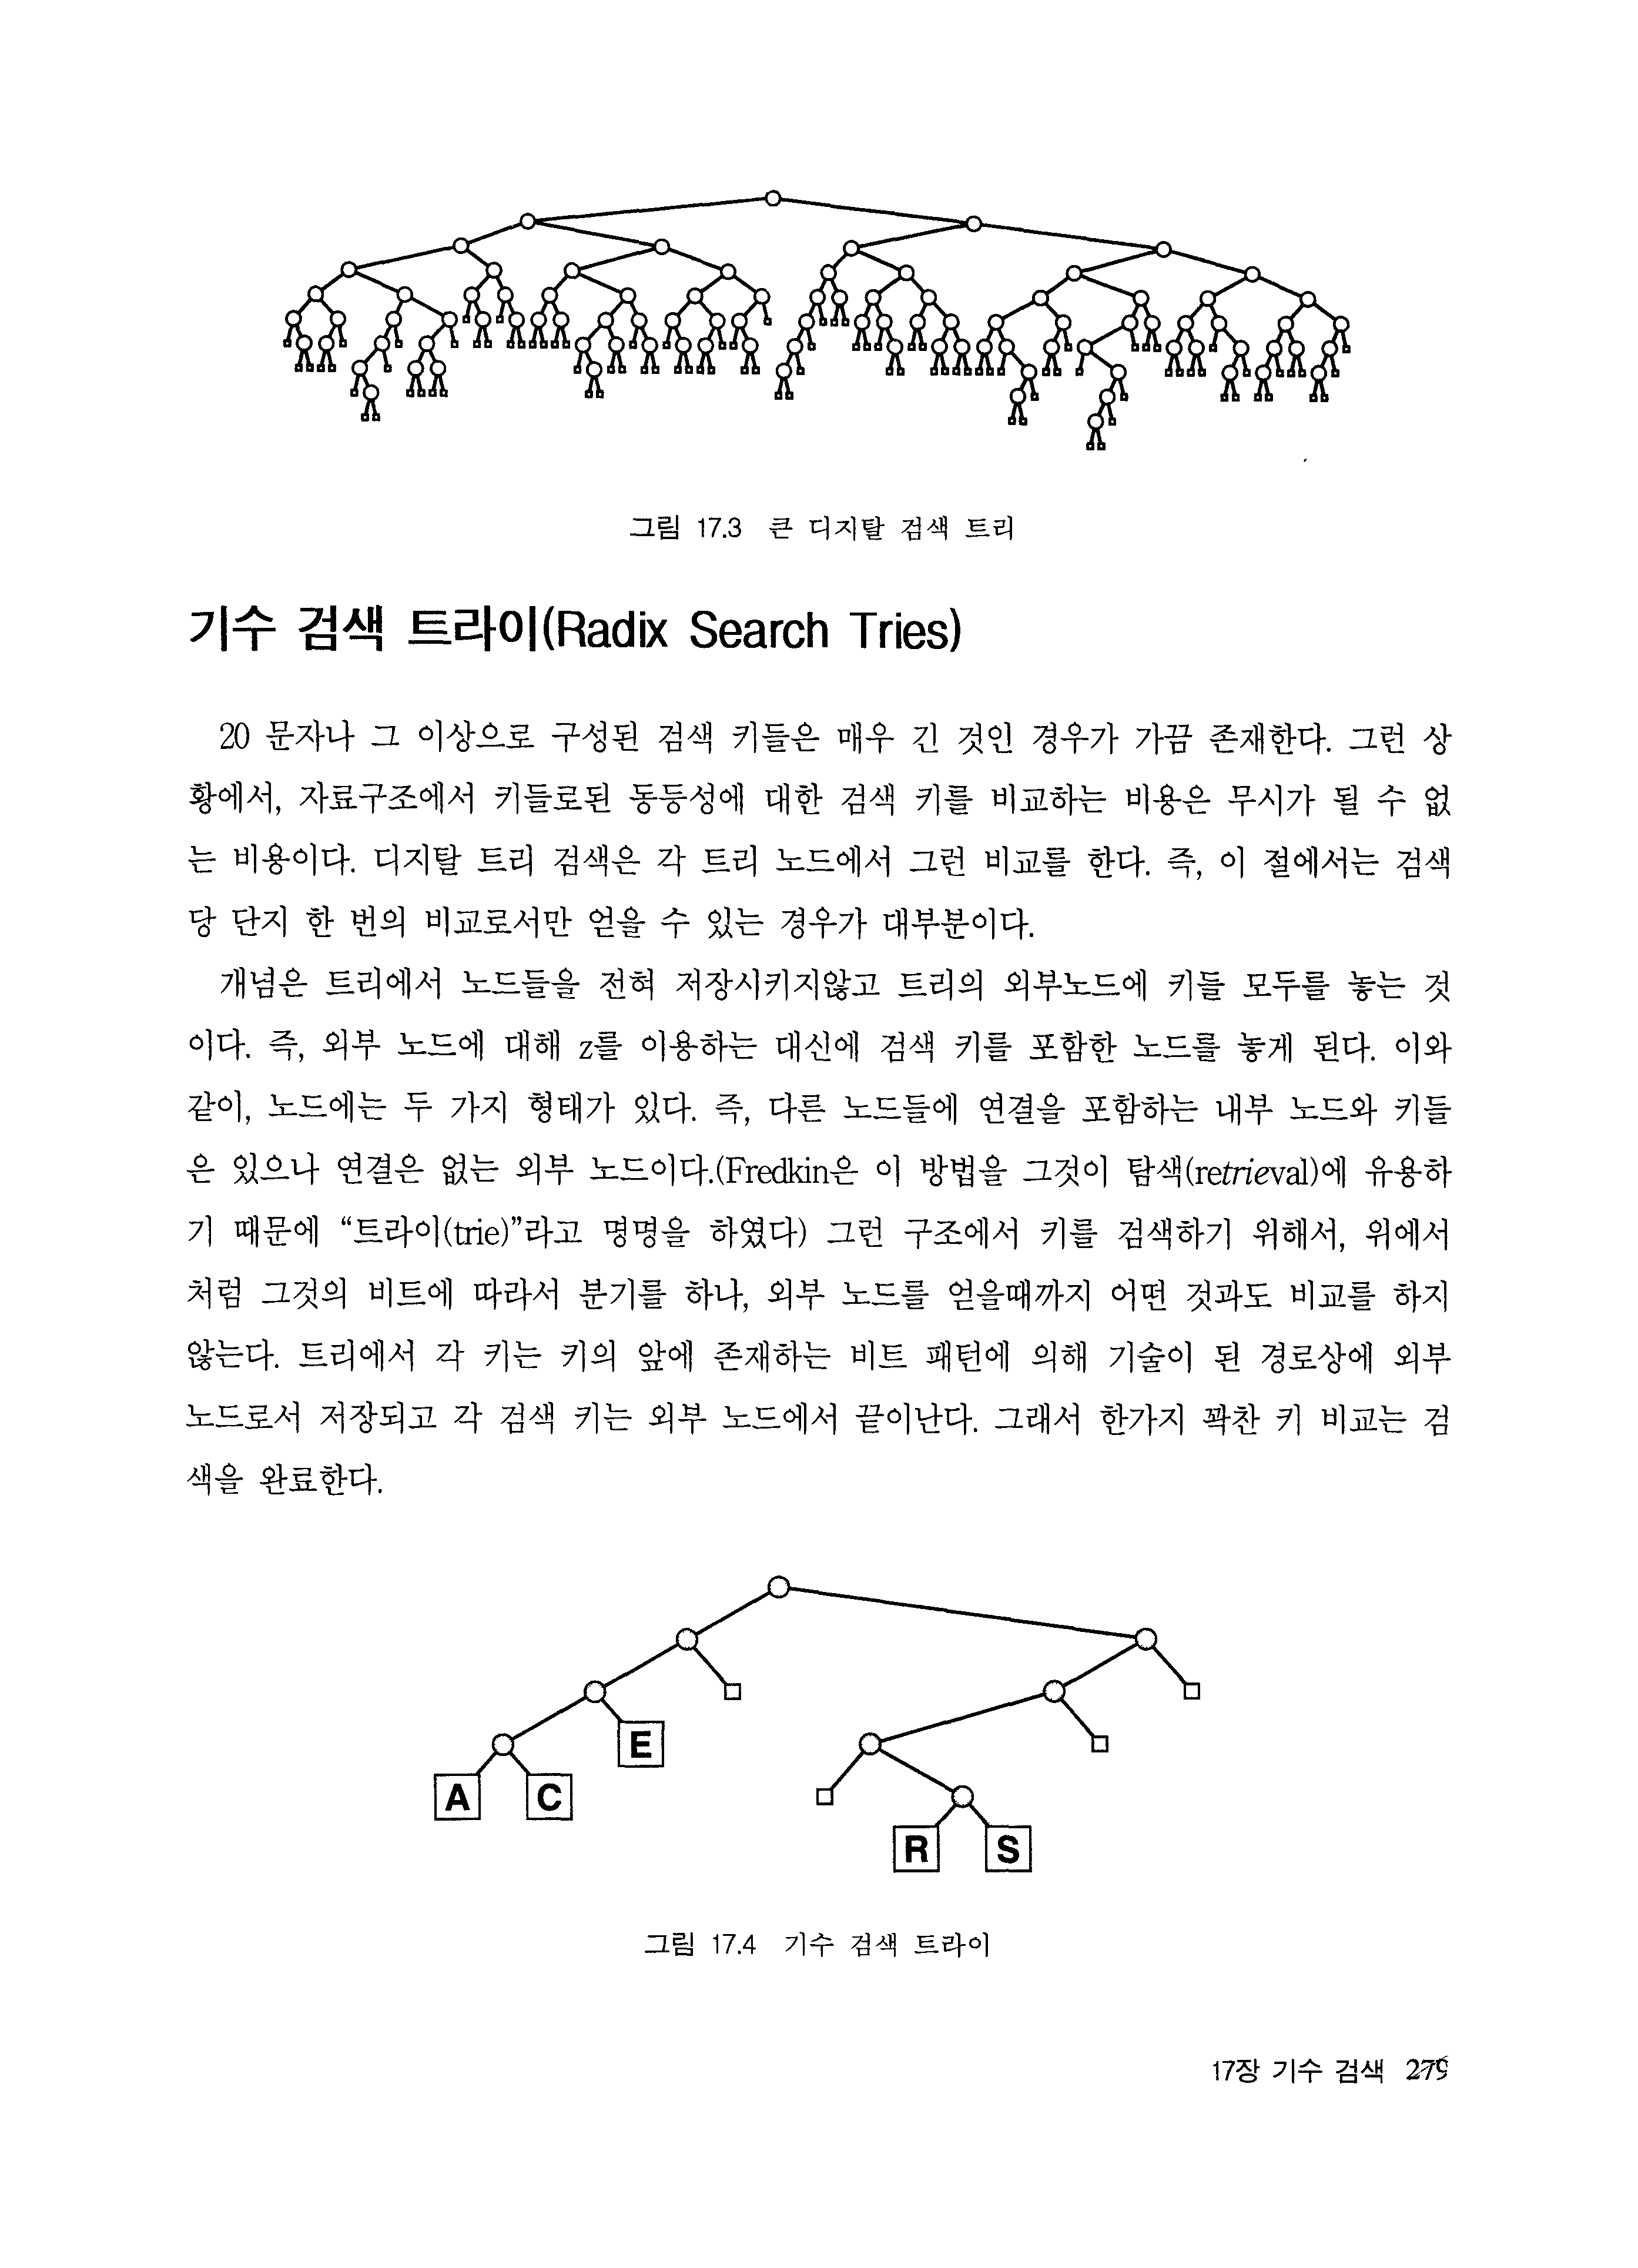 그림 17.3 큰 디지탈 검색 트리
기수 검색 트라이(Radix Search Tries)
20 문자나 그 이상으로 구성된 검색 키들은 매우 긴 것인 경우가 가끔 존재한다. 그런 상
황에서, 자료구조에서 키들로된 동등성에 대한 검색 키를 비교하는 비용은 무시가 될 수 없
는 비용이다. 디지탈 트리 검색은 각 트리 노드에서 그런 비교를 한다. 즉, 이 절에서는 검색
당 단지 한 번의 비교로서만 얻을 수 있는 경우가 대부분이다.
개념은 트리에서 노드들을 전혀 저장시키지않고 트리의 외부노드에 키들 모두를 놓는 것
이다. 즉, 외부 노드에 대해 z를 이용하는 대신에 검색 키를 포함한 노드를 놓게 된다. 이와
같이, 노드에는 두 가지 형태가 있다. 즉, 다른 노드들에 연결을 포함하는 내부 노드와 키들
은 있으나 연결은 없는 외부 노드이다.(Fredkin은 이 방법을 그것이 탐색(retrieval)에 유용하
기 때문에 “트라이(trie)”라고 명명을 하였다) 그런 구조에서 키를 검색하기 위해서, 위에서
처럼 그것의 비트에 따라서 분기를 하나, 외부 노드를 얻을때까지 어떤 것과도 비교를 하지
않는다. 트리에서 각 키는 키의 앞에 존재하는 비트 패턴에 의해 기술이 된 경로상에 외부
노드로서 저장되고 각 검색 키는 외부 노드에서 끝이난다. 그래서 한가지 꽉찬 키 비교는 검
색을 완료한다.
E
A C
R S
그림 17.4 기수 검색 트라이
17장 기수 검색 279